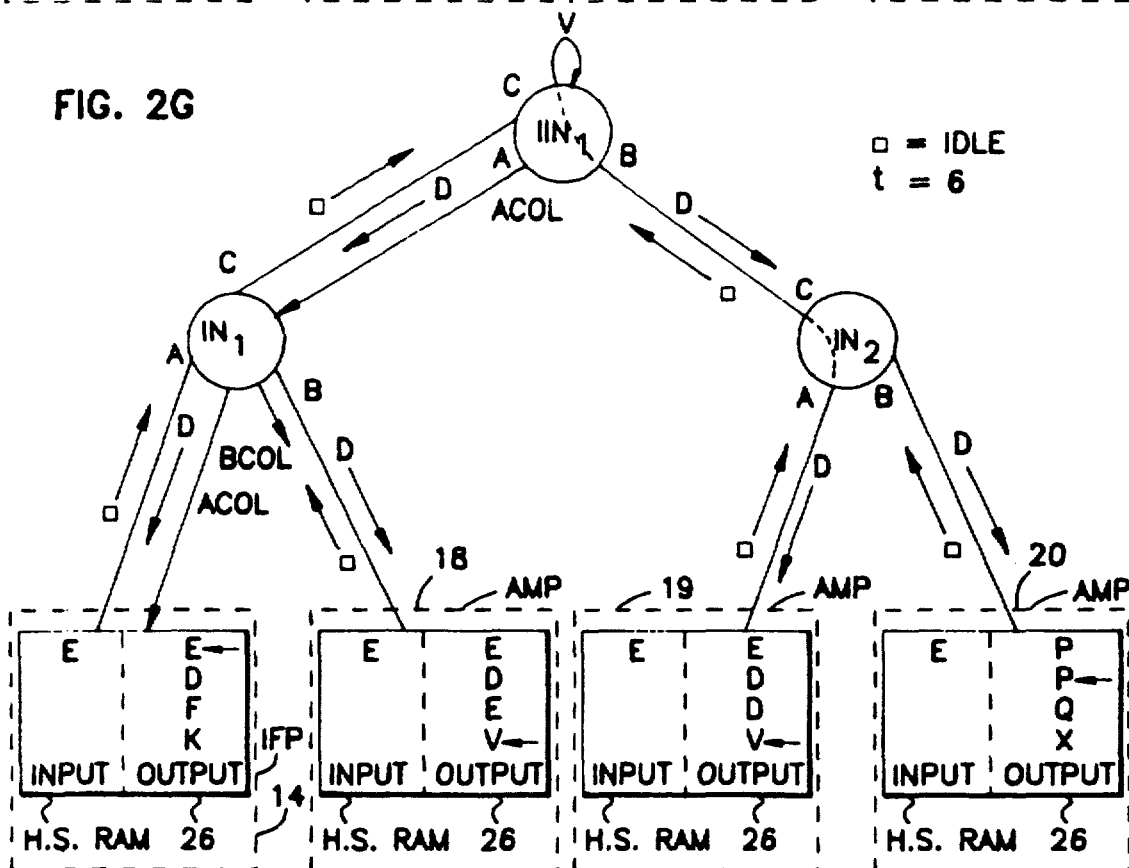 V
FIG. 2G
C
IIN1
A
B
□ = IDLE
t = 6
D
ACOL
D
C
C
IN1
A
B
IN2
A
B
D
BCOL
ACOL
D
D
D
18
AMP
19
AMP
20
AMP
E
E
D
F
K
INPUT
OUTPUT
IFP
14
H.S. RAM
26
E
E
D
E
V
INPUT
OUTPUT
H.S. RAM
26
E
E
D
D
V
INPUT
OUTPUT
H.S. RAM
26
E
P
P
Q
X
INPUT
OUTPUT
H.S. RAM
26